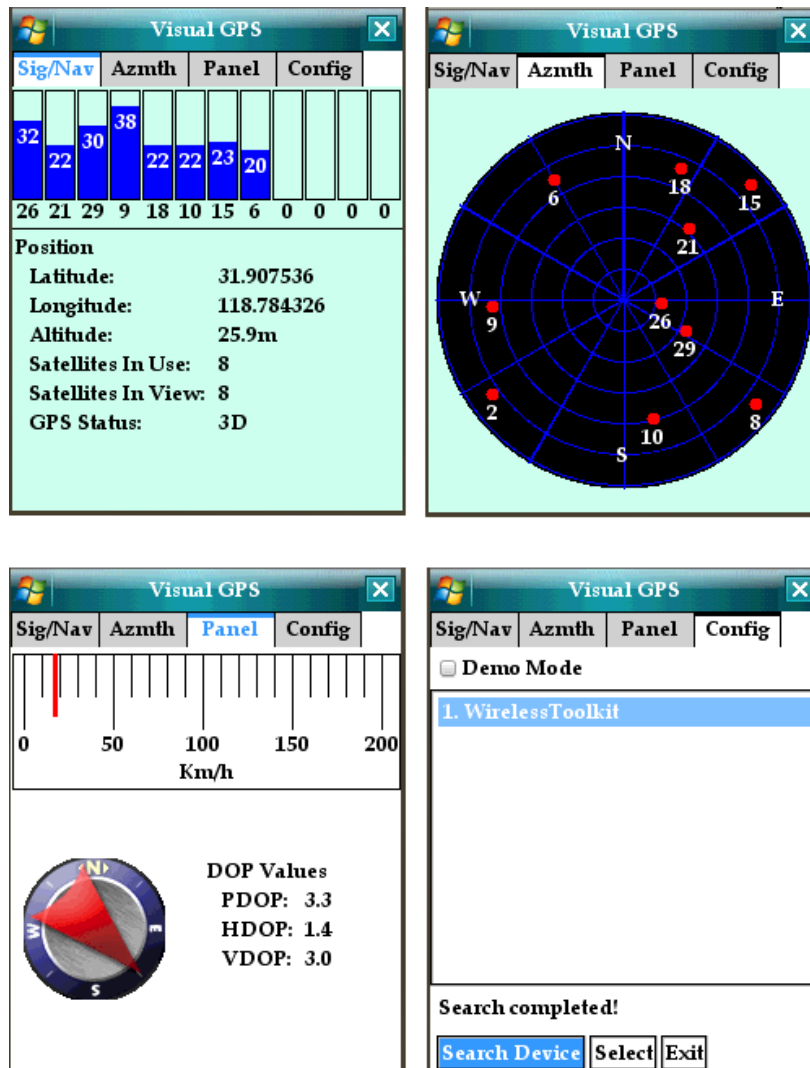 Visual GPS
Sig/Nav Azmth Panel Config
32 22 30 38 22 22 23 20
26 21 29 9 18 10 15 6 0 0 0 0
Position
Latitude: 31.907536
Longitude: 118.784326
Altitude: 25.9m
Satellites In Use: 8
Satellites In View: 8
GPS Status: 3D
Visual GPS
Sig/Nav Azmth Panel Config
N
18
6
15
21
W
E
26
9
29
2
8
10
S
Visual GPS
Sig/Nav Azmth Panel Config
0 50 100 150 200
Km/h
N
W
E
S
DOP Values
PDOP: 3.3
HDOP: 1.4
VDOP: 3.0
Visual GPS
Sig/Nav Azmth Panel Config
Demo Mode
1. WirelessToolkit
Search completed!
Search Device Select Exit